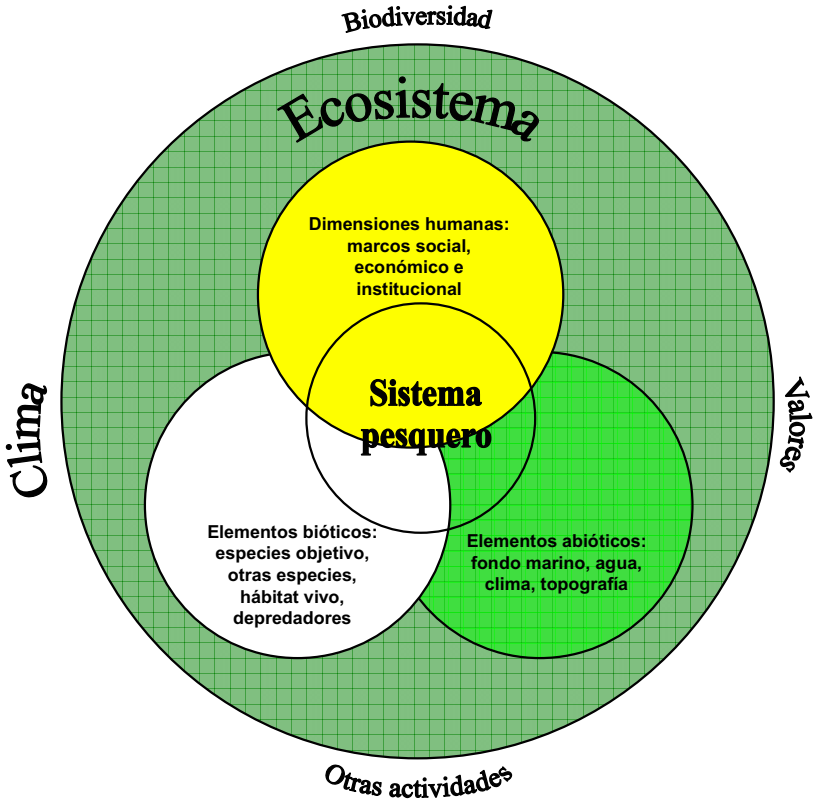 Biodiversidad
Ecosistema
Dimensiones humanas:
marcos social,
económico e
institucional
Clima
Sistema
pesquero
Valores
Elementos bióticos:
especies objetivo,
otras especies,
hábitat vivo,
depredadores
Elementos abióticos:
fondo marino, agua,
clima, topografía
Otras actividades